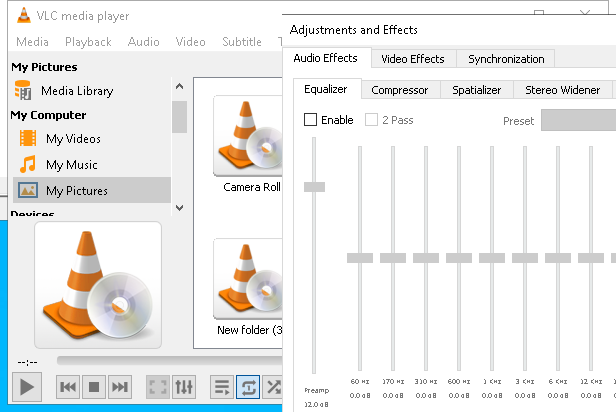 VLC media player
Media Playback Audio Video Subtitle
My Pictures
Media Library
My Computer
My Videos
My Music
My Pictures
Devices
Camera Roll
New folder (3
--:--
Adjustments and Effects
Audio Effects Video Effects Synchronization
Equalizer Compressor Spatializer Stereo Widener
Enable 2 Pass Preset
60 Hz 170 Hz 310 Hz 600 Hz 1 KHz 3 KHz 6 KHz 12 KHz
Preamp 0.0 dB 0.0 dB 0.0 dB 0.0 dB 0.0 dB 0.0 dB 0.0 dB 0.0 dB
12.0 dB